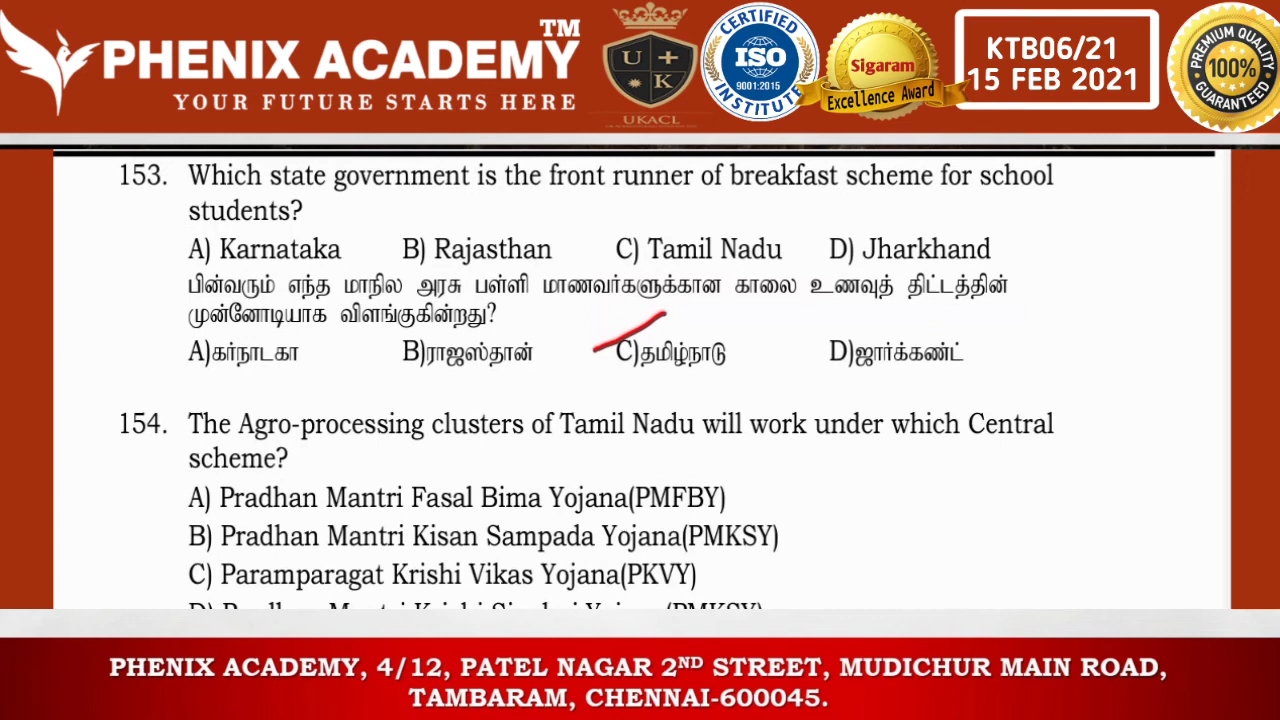 TM
PHENIX ACADEMY
YOUR FUTURE STARTS HERE
U +
K
UKACL
CERTIFIED
ISO
9001:2015
INSTITUTE
Sigaram
Excellence Award
KTB06/21
15 FEB 2021
PREMIUM QUALITY
100%
GUARANTEED
153. Which state government is the front runner of breakfast scheme for school
students?
A) Karnataka B) Rajasthan C) Tamil Nadu D) Jharkhand
பின்வரும் எந்த மாநில அரசு பள்ளி மாணவர்களுக்கான காலை உணவுத் திட்டத்தின்
முன்னோடியாக விளங்குகின்றது?
A)கர்நாடகா B)ராஜஸ்தான் C)தமிழ்நாடு D)ஜார்க்கண்ட்
154. The Agro-processing clusters of Tamil Nadu will work under which Central
scheme?
A) Pradhan Mantri Fasal Bima Yojana(PMFBY)
B) Pradhan Mantri Kisan Sampada Yojana(PMKSY)
C) Paramparagat Krishi Vikas Yojana(PKVY)
PHENIX ACADEMY, 4/12, PATEL NAGAR 2ND STREET, MUDICHUR MAIN ROAD,
TAMBARAM, CHENNAI-600045.